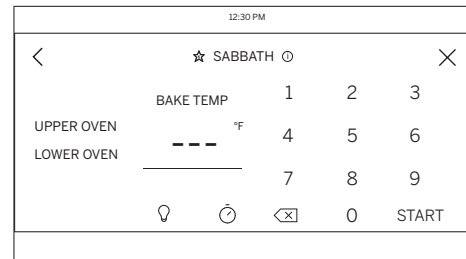 12:30 PM
SABBATH
BAKE TEMP
1 2 3
UPPER OVEN
LOWER OVEN
--- °F
4 5 6
7 8 9
0 START